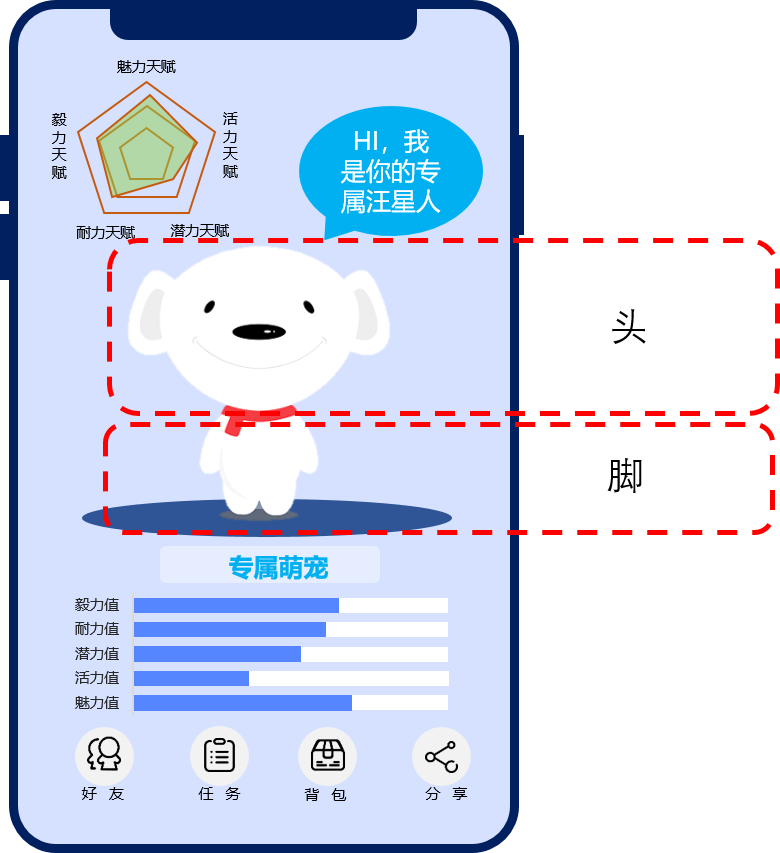 魅力天赋
毅力天赋
活力天赋
耐力天赋
潜力天赋
HI，我
是你的专
属汪星人
头
脚
专属萌宠
毅力值
耐力值
潜力值
活力值
魅力值
好 友
任 务
背 包
分 享